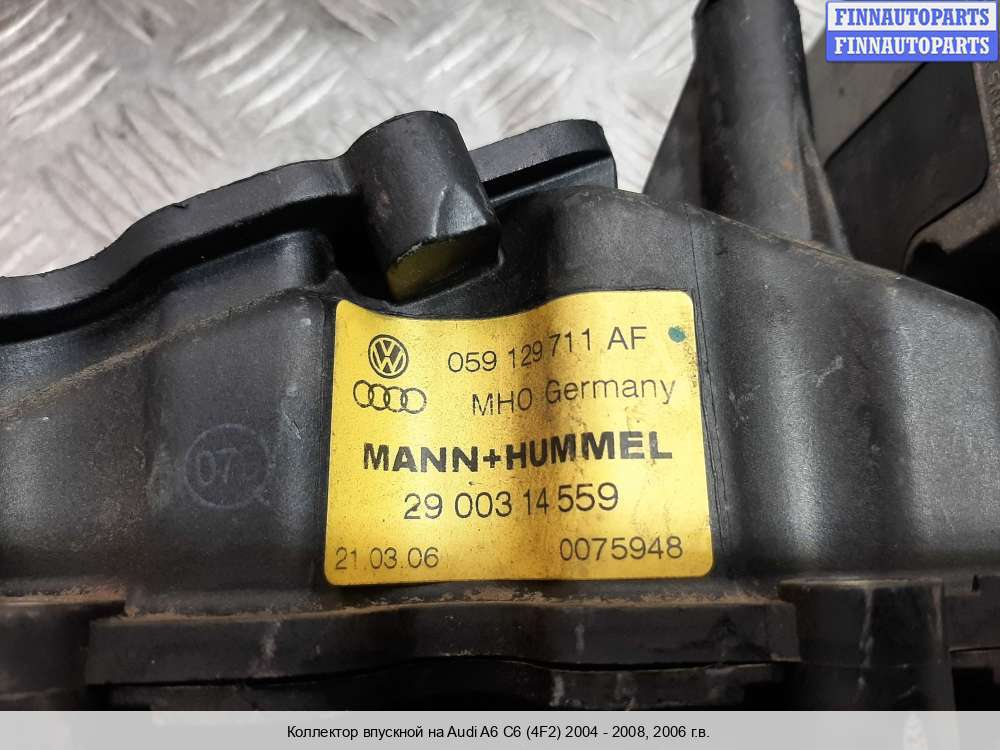 FINNAUTOPARTS
FINNAUTOPARTS
059 129 711 AF
MHO Germany
MANN+HUMMEL
29 003 14 559
21.03.06 0075948
07
Коллектор впускной на Audi A6 C6 (4F2) 2004 - 2008, 2006 г.в.